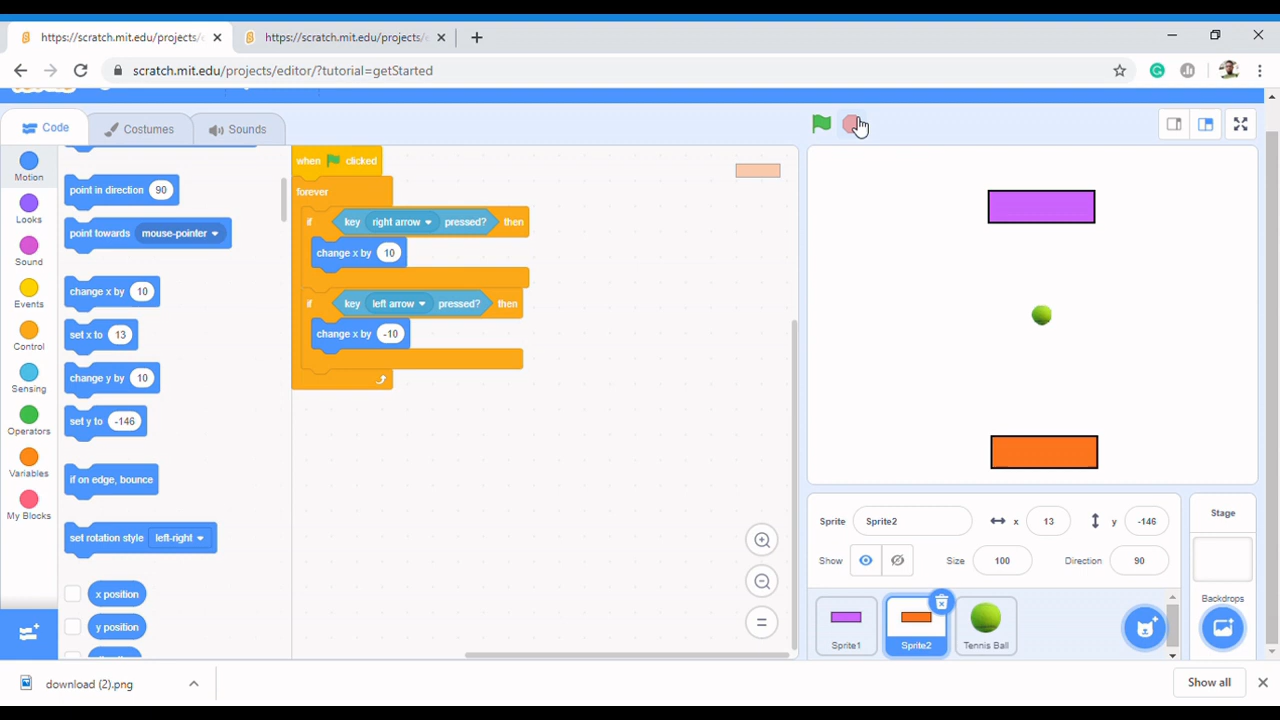 https://scratch.mit.edu/projects/
https://scratch.mit.edu/projects/
scratch.mit.edu/projects/editor/?tutorial=getStarted
Code
Costumes
Sounds
Motion
Looks
Sound
Events
Control
Sensing
Operators
Variables
My Blocks
point in direction 90
point towards mouse-pointer
change x by 10
set x to 13
change y by 10
set y to -146
if on edge, bounce
set rotation style left-right
x position
y position
when clicked
forever
if key right arrow pressed? then
change x by 10
if key left arrow pressed? then
change x by -10
Sprite Sprite2 x 13 y -146
Show Size 100 Direction 90
Sprite1
Sprite2
Tennis Ball
Stage
Backdrops
download (2).png
Show all